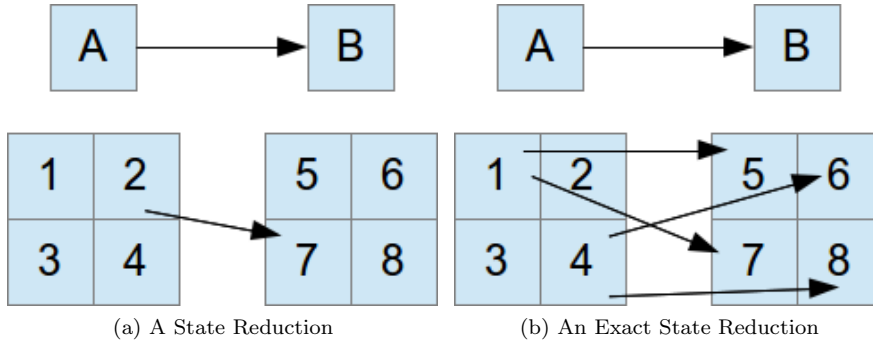 A B A B
1 2 5 6 1 2 5 6
3 4 7 8 3 4 7 8
(a) A State Reduction (b) An Exact State Reduction